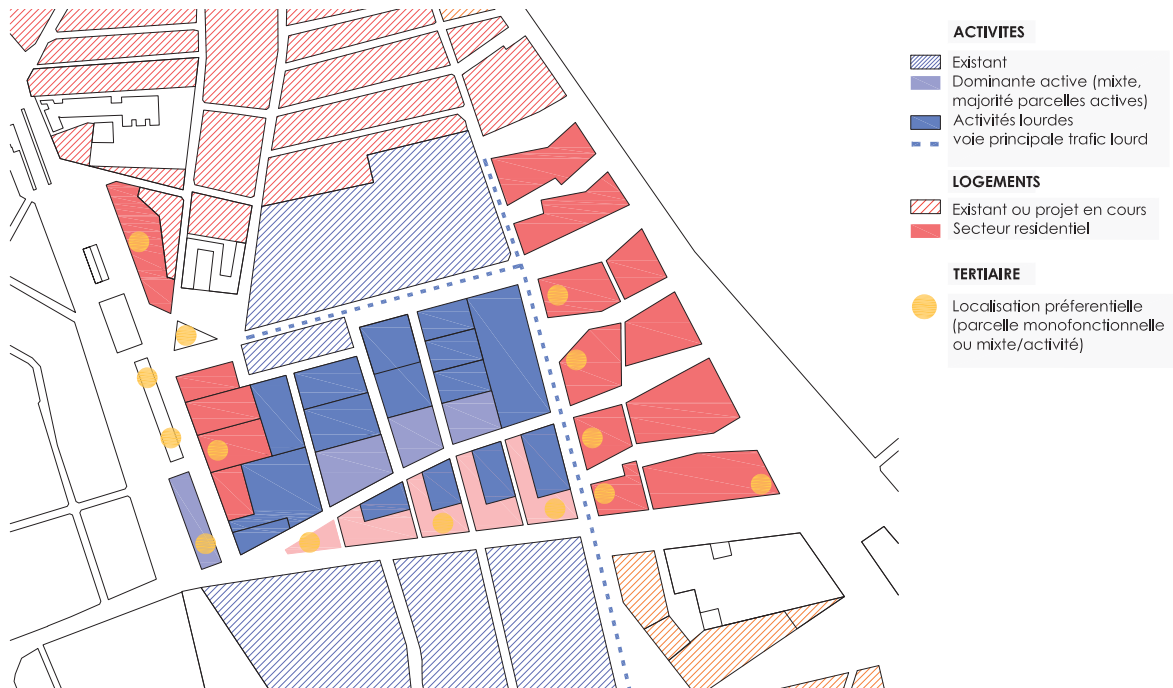 ACTIVITES
Existant
Dominante active (mixte,
majorité parcelles actives)
Activités lourdes
voie principale trafic lourd
LOGEMENTS
Existant ou projet en cours
Secteur residentiel
TERTIAIRE
Localisation préferentielle
(parcelle monofonctionnelle
ou mixte/activité)